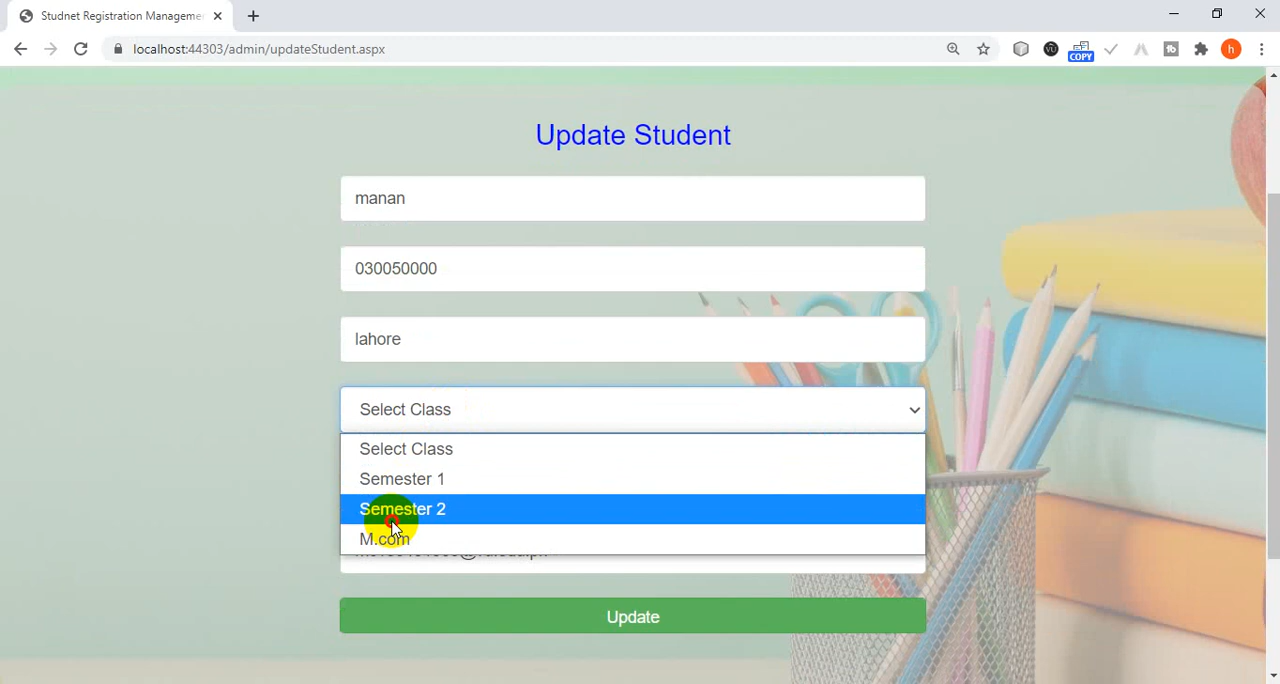 Studnet Registration Manageme
localhost:44303/admin/updateStudent.aspx
COPY
h
Update Student
manan
030050000
lahore
Select Class
Select Class
Semester 1
Semester 2
M.com
Update